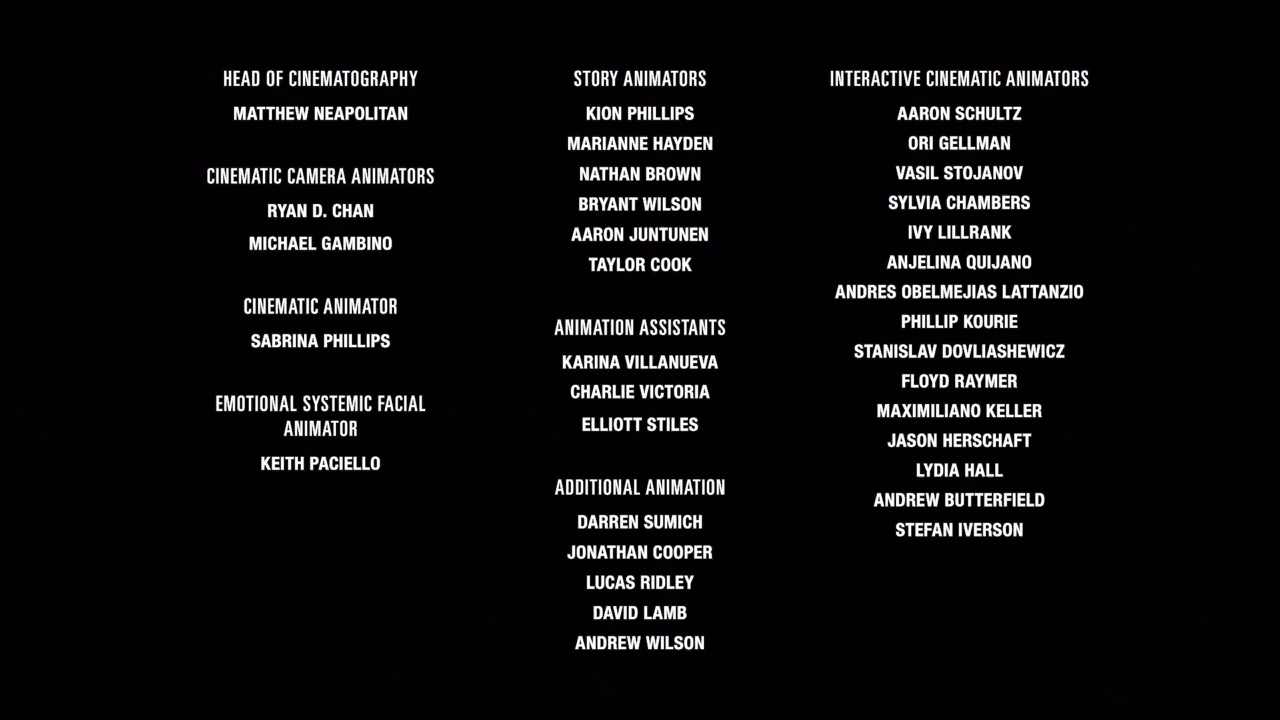 HEAD OF CINEMATOGRAPHY
MATTHEW NEAPOLITAN
CINEMATIC CAMERA ANIMATORS
RYAN D. CHAN
MICHAEL GAMBINO
CINEMATIC ANIMATOR
SABRINA PHILLIPS
EMOTIONAL SYSTEMIC FACIAL
ANIMATOR
KEITH PACIELLO
STORY ANIMATORS
KION PHILLIPS
MARIANNE HAYDEN
NATHAN BROWN
BRYANT WILSON
AARON JUNTUNEN
TAYLOR COOK
ANIMATION ASSISTANTS
KARINA VILLANUEVA
CHARLIE VICTORIA
ELLIOTT STILES
ADDITIONAL ANIMATION
DARREN SUMICH
JONATHAN COOPER
LUCAS RIDLEY
DAVID LAMB
ANDREW WILSON
INTERACTIVE CINEMATIC ANIMATORS
AARON SCHULTZ
ORI GELLMAN
VASIL STOJANOV
SYLVIA CHAMBERS
IVY LILLRANK
ANJELINA QUIJANO
ANDRES OBELMEJIAS LATTANZIO
PHILLIP KOURIE
STANISLAV DOVLIASHEWICZ
FLOYD RAYMER
MAXIMILIANO KELLER
JASON HERSCHAFT
LYDIA HALL
ANDREW BUTTERFIELD
STEFAN IVERSON